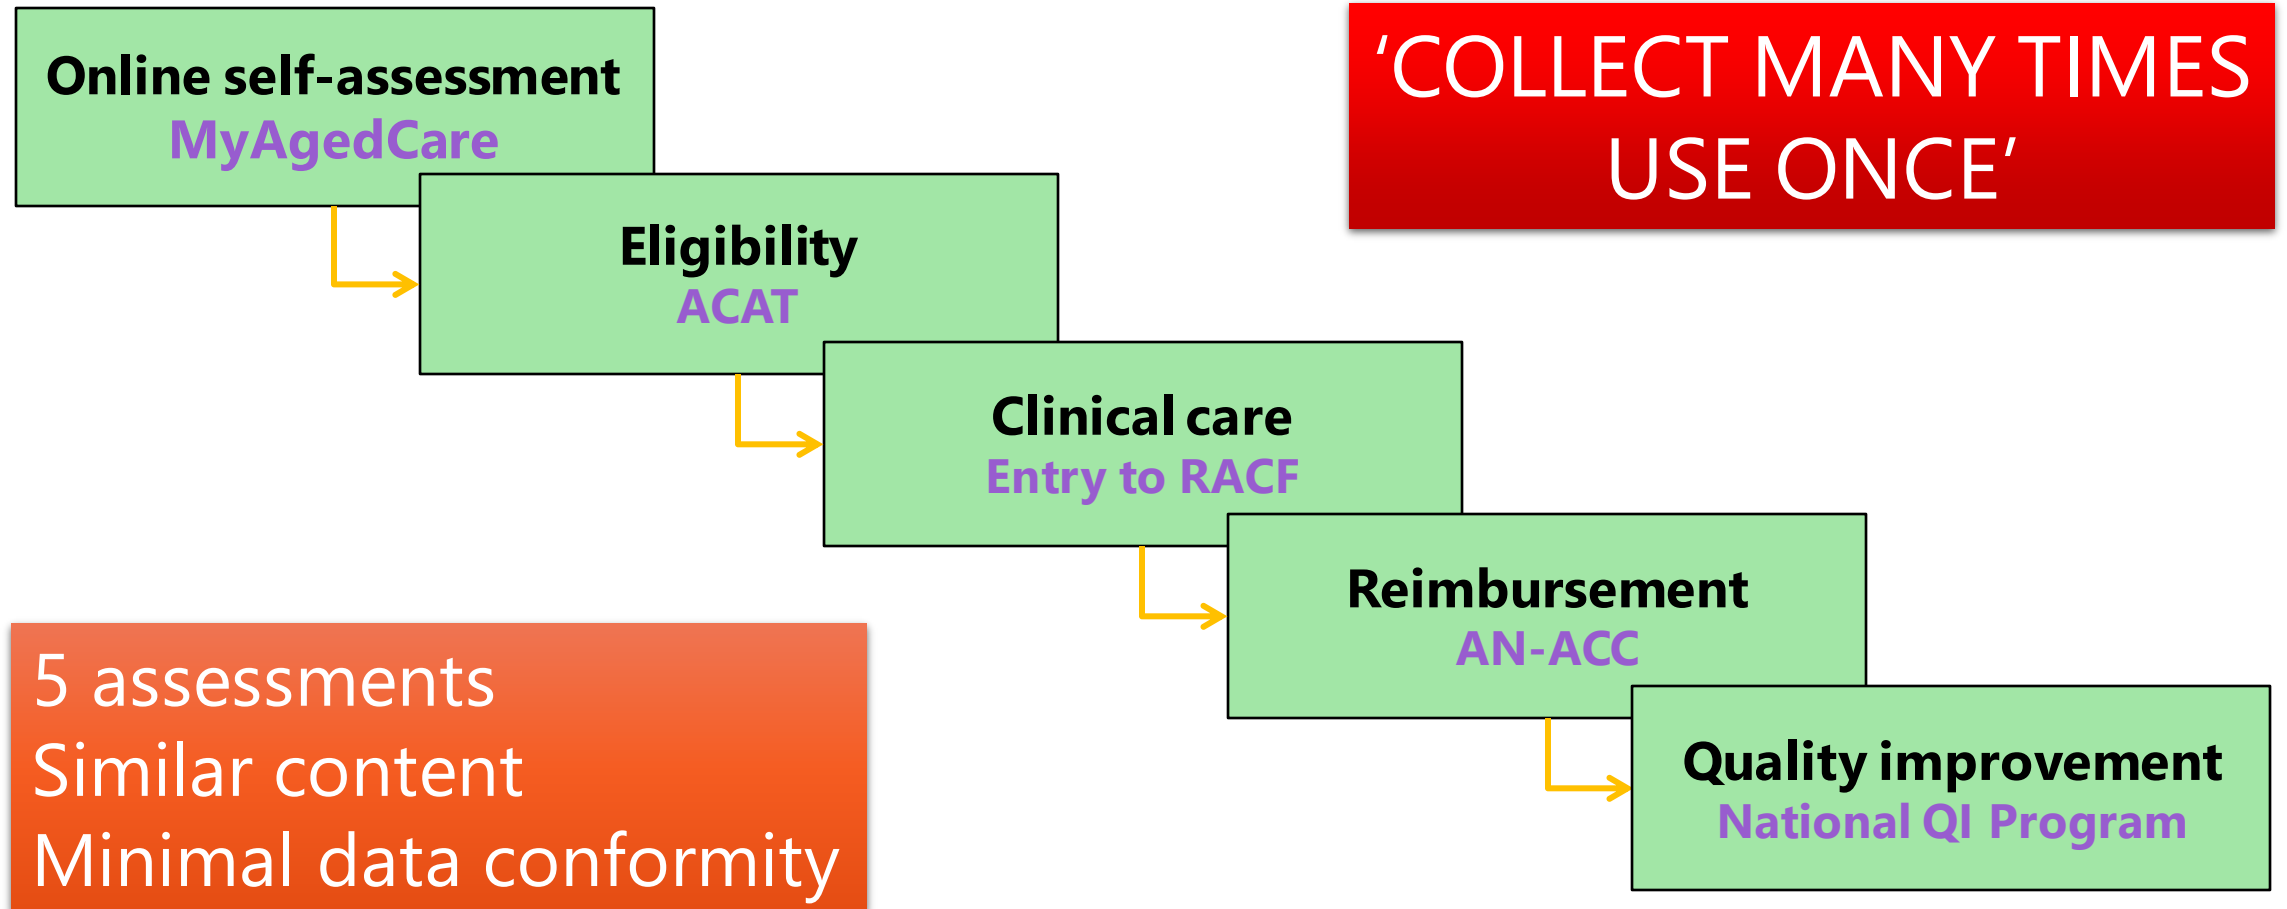 Online self-assessment
MyAgedCare
‘COLLECT MANY TIMES
USE ONCE’
Eligibility
ACAT
Clinical care
Entry to RACF
Reimbursement
AN-ACC
5 assessments
Similar content
Minimal data conformity
Quality improvement
National QI Program